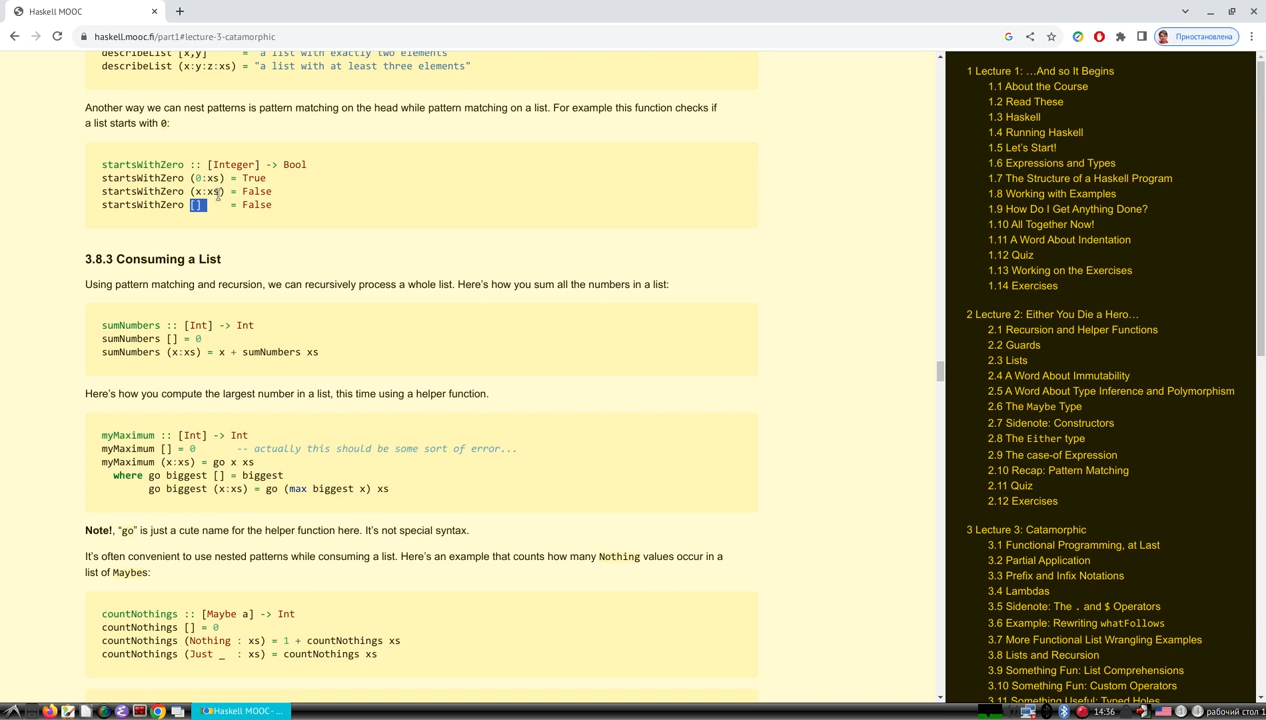 Haskell MOOC
haskell.mooc.fi/part1#lecture-3-catamorphic
Приостановлена
describeList [x,y] = "a list with exactly two elements"
describeList (x:y:z:xs) = "a list with at least three elements"
Another way we can nest patterns is pattern matching on the head while pattern matching on a list. For example this function checks if
a list starts with 0:
startsWithZero :: [Integer] -> Bool
startsWithZero (0:xs) = True
startsWithZero (x:xs) = False
startsWithZero [] = False
3.8.3 Consuming a List
Using pattern matching and recursion, we can recursively process a whole list. Here's how you sum all the numbers in a list:
sumNumbers :: [Int] -> Int
sumNumbers [] = 0
sumNumbers (x:xs) = x + sumNumbers xs
Here's how you compute the largest number in a list, this time using a helper function.
myMaximum :: [Int] -> Int
myMaximum [] = 0 -- actually this should be some sort of error...
myMaximum (x:xs) = go x xs
where go biggest [] = biggest
go biggest (x:xs) = go (max biggest x) xs
Note!, "go" is just a cute name for the helper function here. It's not special syntax.
It's often convenient to use nested patterns while consuming a list. Here's an example that counts how many Nothing values occur in a
list of Maybes:
countNothings :: [Maybe a] -> Int
countNothings [] = 0
countNothings (Nothing : xs) = 1 + countNothings xs
countNothings (Just _ : xs) = countNothings xs
1 Lecture 1: …And so It Begins
1.1 About the Course
1.2 Read These
1.3 Haskell
1.4 Running Haskell
1.5 Let's Start!
1.6 Expressions and Types
1.7 The Structure of a Haskell Program
1.8 Working with Examples
1.9 How Do I Get Anything Done?
1.10 All Together Now!
1.11 A Word About Indentation
1.12 Quiz
1.13 Working on the Exercises
1.14 Exercises
2 Lecture 2: Either You Die a Hero…
2.1 Recursion and Helper Functions
2.2 Guards
2.3 Lists
2.4 A Word About Immutability
2.5 A Word About Type Inference and Polymorphism
2.6 The Maybe Type
2.7 Sidenote: Constructors
2.8 The Either type
2.9 The case-of Expression
2.10 Recap: Pattern Matching
2.11 Quiz
2.12 Exercises
3 Lecture 3: Catamorphic
3.1 Functional Programming, at Last
3.2 Partial Application
3.3 Prefix and Infix Notations
3.4 Lambdas
3.5 Sidenote: The . and $ Operators
3.6 Example: Rewriting whatFollows
3.7 More Functional List Wrangling Examples
3.8 Lists and Recursion
3.9 Something Fun: List Comprehensions
3.10 Something Fun: Custom Operators
3.11 Something Useful: Typed Holes
Haskell MOOC - ...
14:36
рабочий стол 1